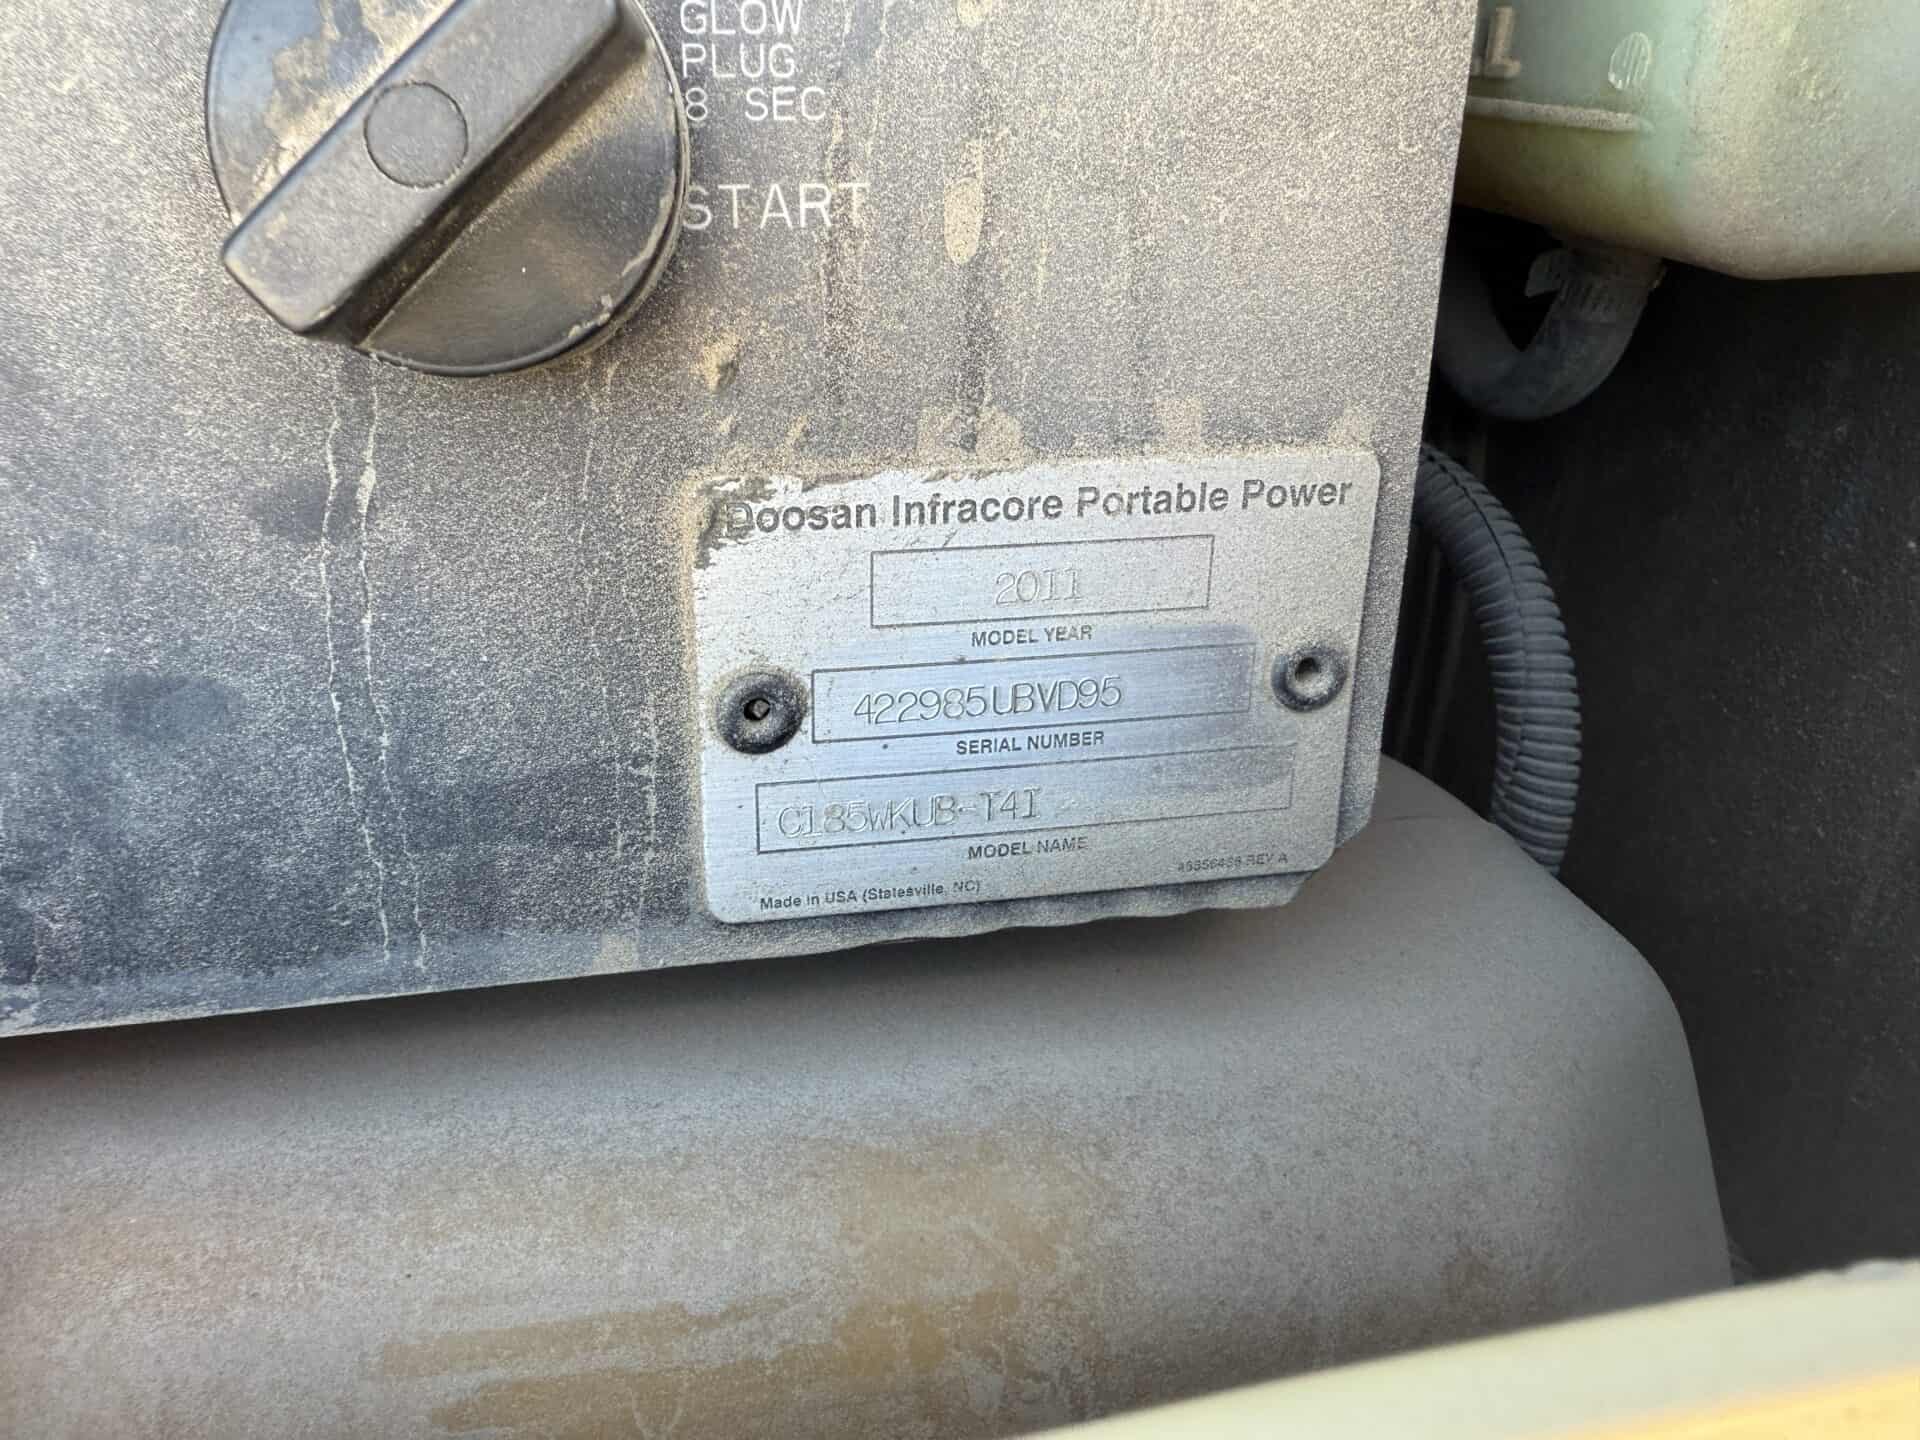 GLOW
PLUG
8 SEC
START
Doosan Infracore Portable Power
2011
MODEL YEAR
422985UBVD95
SERIAL NUMBER
C185WKUB-T4I
MODEL NAME
Made in USA (Statesville, NC)
REV A